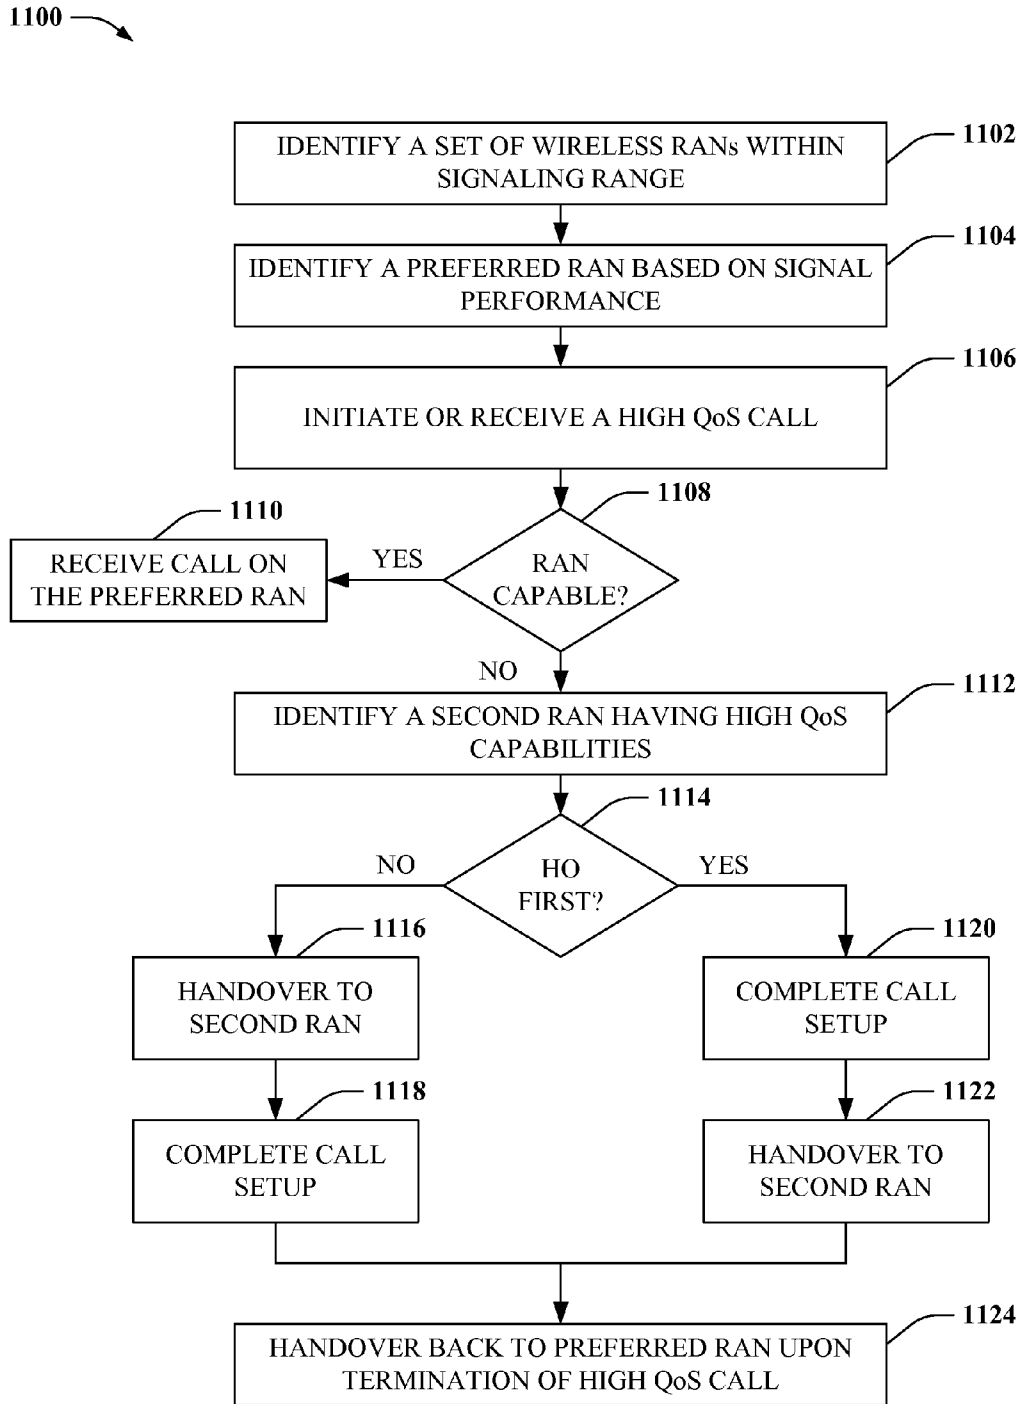 1100
1102
IDENTIFY A SET OF WIRELESS RANs WITHIN
SIGNALING RANGE
1104
IDENTIFY A PREFERRED RAN BASED ON SIGNAL
PERFORMANCE
1106
INITIATE OR RECEIVE A HIGH QoS CALL
1108
1110
RAN
CAPABLE?
YES
RECEIVE CALL ON
THE PREFERRED RAN
NO
1112
IDENTIFY A SECOND RAN HAVING HIGH QoS
CAPABILITIES
1114
HO
FIRST?
NO
YES
1116
HANDOVER TO
SECOND RAN
1118
COMPLETE CALL
SETUP
1120
COMPLETE CALL
SETUP
1122
HANDOVER TO
SECOND RAN
1124
HANDOVER BACK TO PREFERRED RAN UPON
TERMINATION OF HIGH QoS CALL